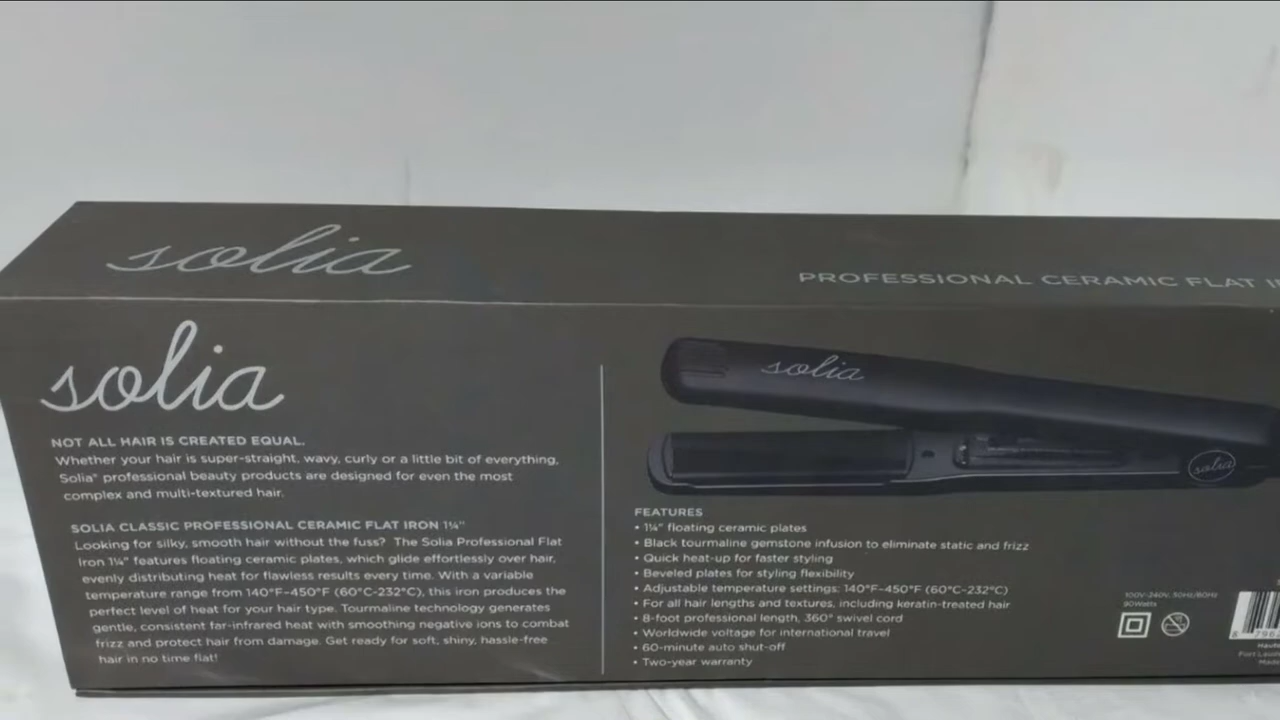 solia
PROFESSIONAL CERAMIC FLAT
solia
NOT ALL HAIR IS CREATED EQUAL.
Whether your hair is super-straight, wavy, curly or a little bit of everything,
Solia® professional beauty products are designed for even the most
complex and multi-textured hair.
SOLIA CLASSIC PROFESSIONAL CERAMIC FLAT IRON 1¼"
Looking for silky, smooth hair without the fuss? The Solia Professional Flat
Iron 1¼" features floating ceramic plates, which glide effortlessly over hair,
evenly distributing heat for flawless results every time. With a variable
temperature range from 140°F-450°F (60°C-232°C), this iron produces the
perfect level of heat for your hair type. Tourmaline technology generates
gentle, consistent far-infrared heat with smoothing negative ions to combat
frizz and protect hair from damage. Get ready for soft, shiny, hassle-free
hair in no time flat!
solia
solia
FEATURES
• 1¼" floating ceramic plates
• Black tourmaline gemstone infusion to eliminate static and frizz
• Quick heat-up for faster styling
• Beveled plates for styling flexibility
• Adjustable temperature settings: 140°F-450°F (60°C-232°C)
• For all hair lengths and textures, including keratin-treated hair
• 8-foot professional length, 360° swivel cord
• Worldwide voltage for international travel
• 60-minute auto shut-off
• Two-year warranty
100V-240V, 50Hz/60Hz
90Watts
Made